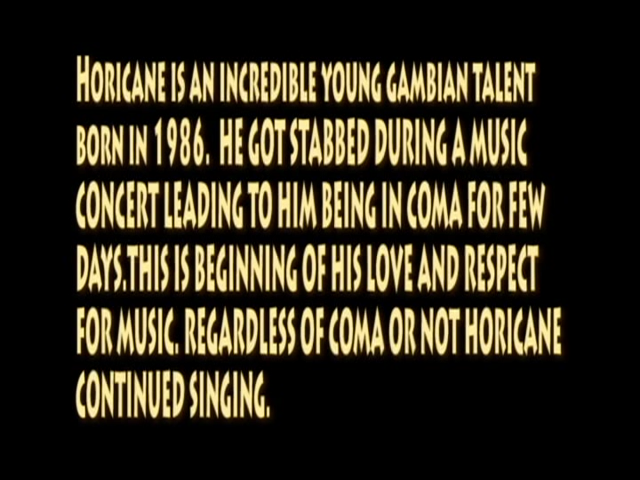 HORICANE IS AN INCREDIBLE YOUNG GAMBIAN TALENT
BORN IN 1986. HE GOT STABBED DURING A MUSIC
CONCERT LEADING TO HIM BEING IN COMA FOR FEW
DAYS.THIS IS BEGINNING OF HIS LOVE AND RESPECT
FOR MUSIC. REGARDLESS OF COMA OR NOT HORICANE
CONTINUED SINGING.